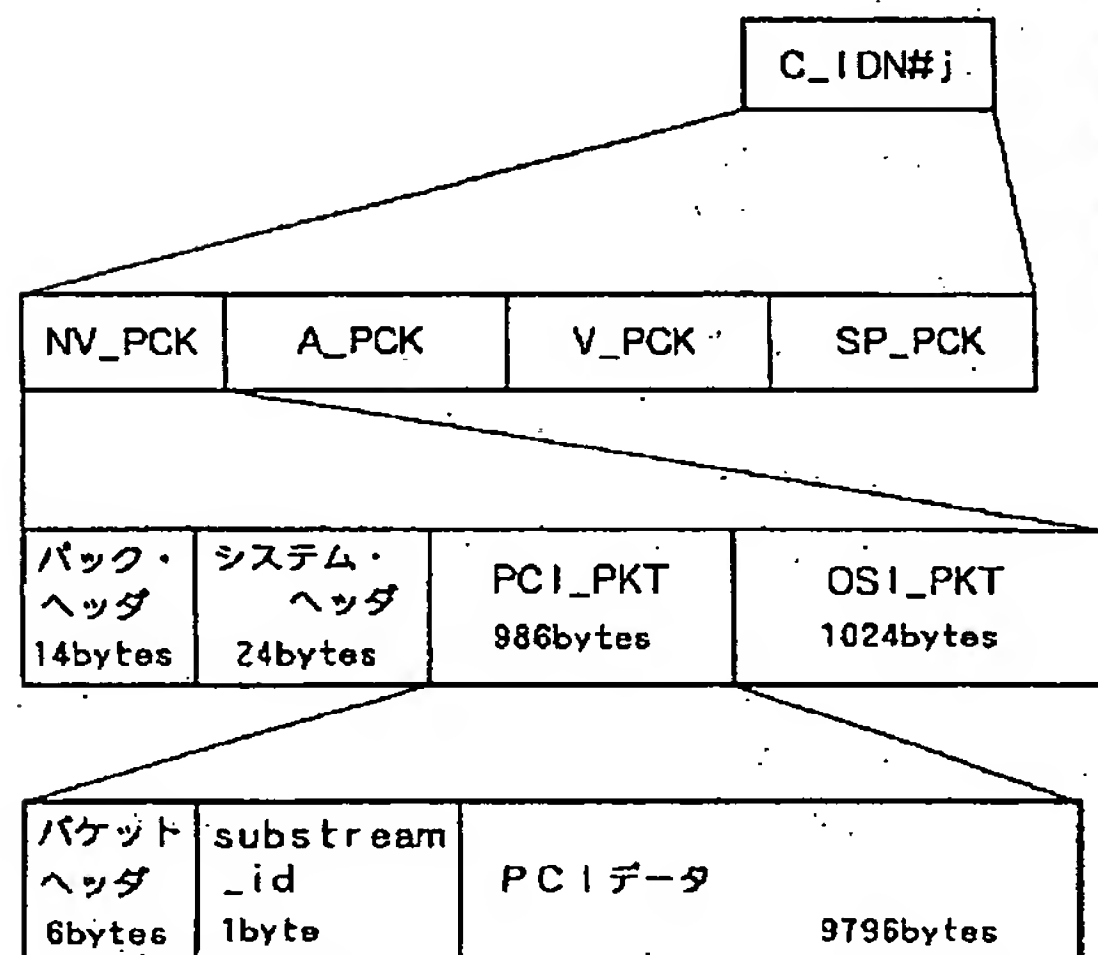 C_IDN#j
NV_PCK
A_PCK
V_PCK
SP_PCK
パック・
ヘッダ
14bytes
システム・
ヘッダ
24bytes
PCI_PKT
986bytes
OSI_PKT
1024bytes
パケット
ヘッダ
6bytes
substream
_id
1byte
PCIデータ
9796bytes